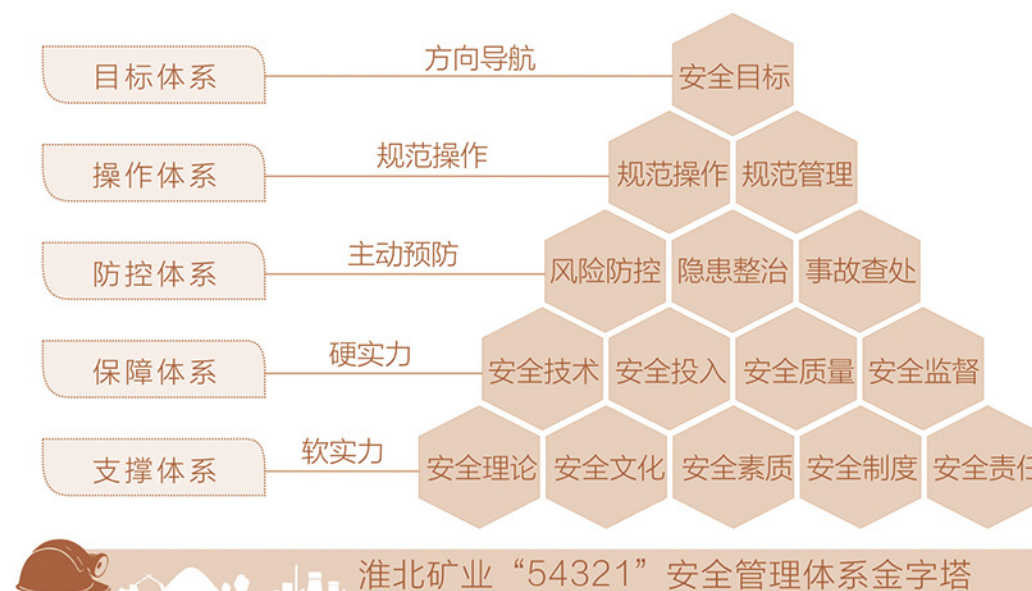 目标体系 方向导航 安全目标
操作体系 规范操作 规范操作 规范管理
防控体系 主动预防 风险防控 隐患整治 事故查处
保障体系 硬实力 安全技术 安全投入 安全质量 安全监督
支撑体系 软实力 安全理论 安全文化 安全素质 安全制度 安全责任
淮北矿业“54321”安全管理体系金字塔